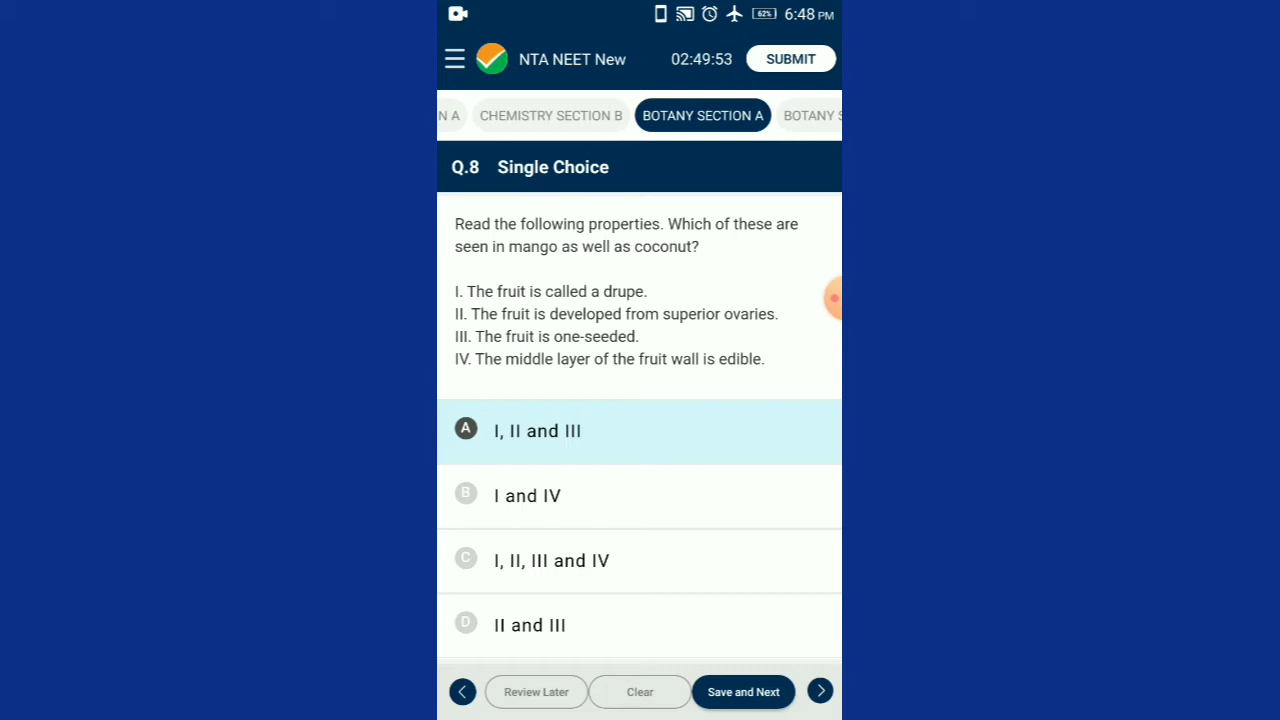 62% 6:48 PM
NTA NEET New 02:49:53 SUBMIT
N A CHEMISTRY SECTION B BOTANY SECTION A BOTANY S
Q.8 Single Choice
Read the following properties. Which of these are
seen in mango as well as coconut?
I. The fruit is called a drupe.
II. The fruit is developed from superior ovaries.
III. The fruit is one-seeded.
IV. The middle layer of the fruit wall is edible.
A I, II and III
B I and IV
C I, II, III and IV
D II and III
Review Later Clear Save and Next